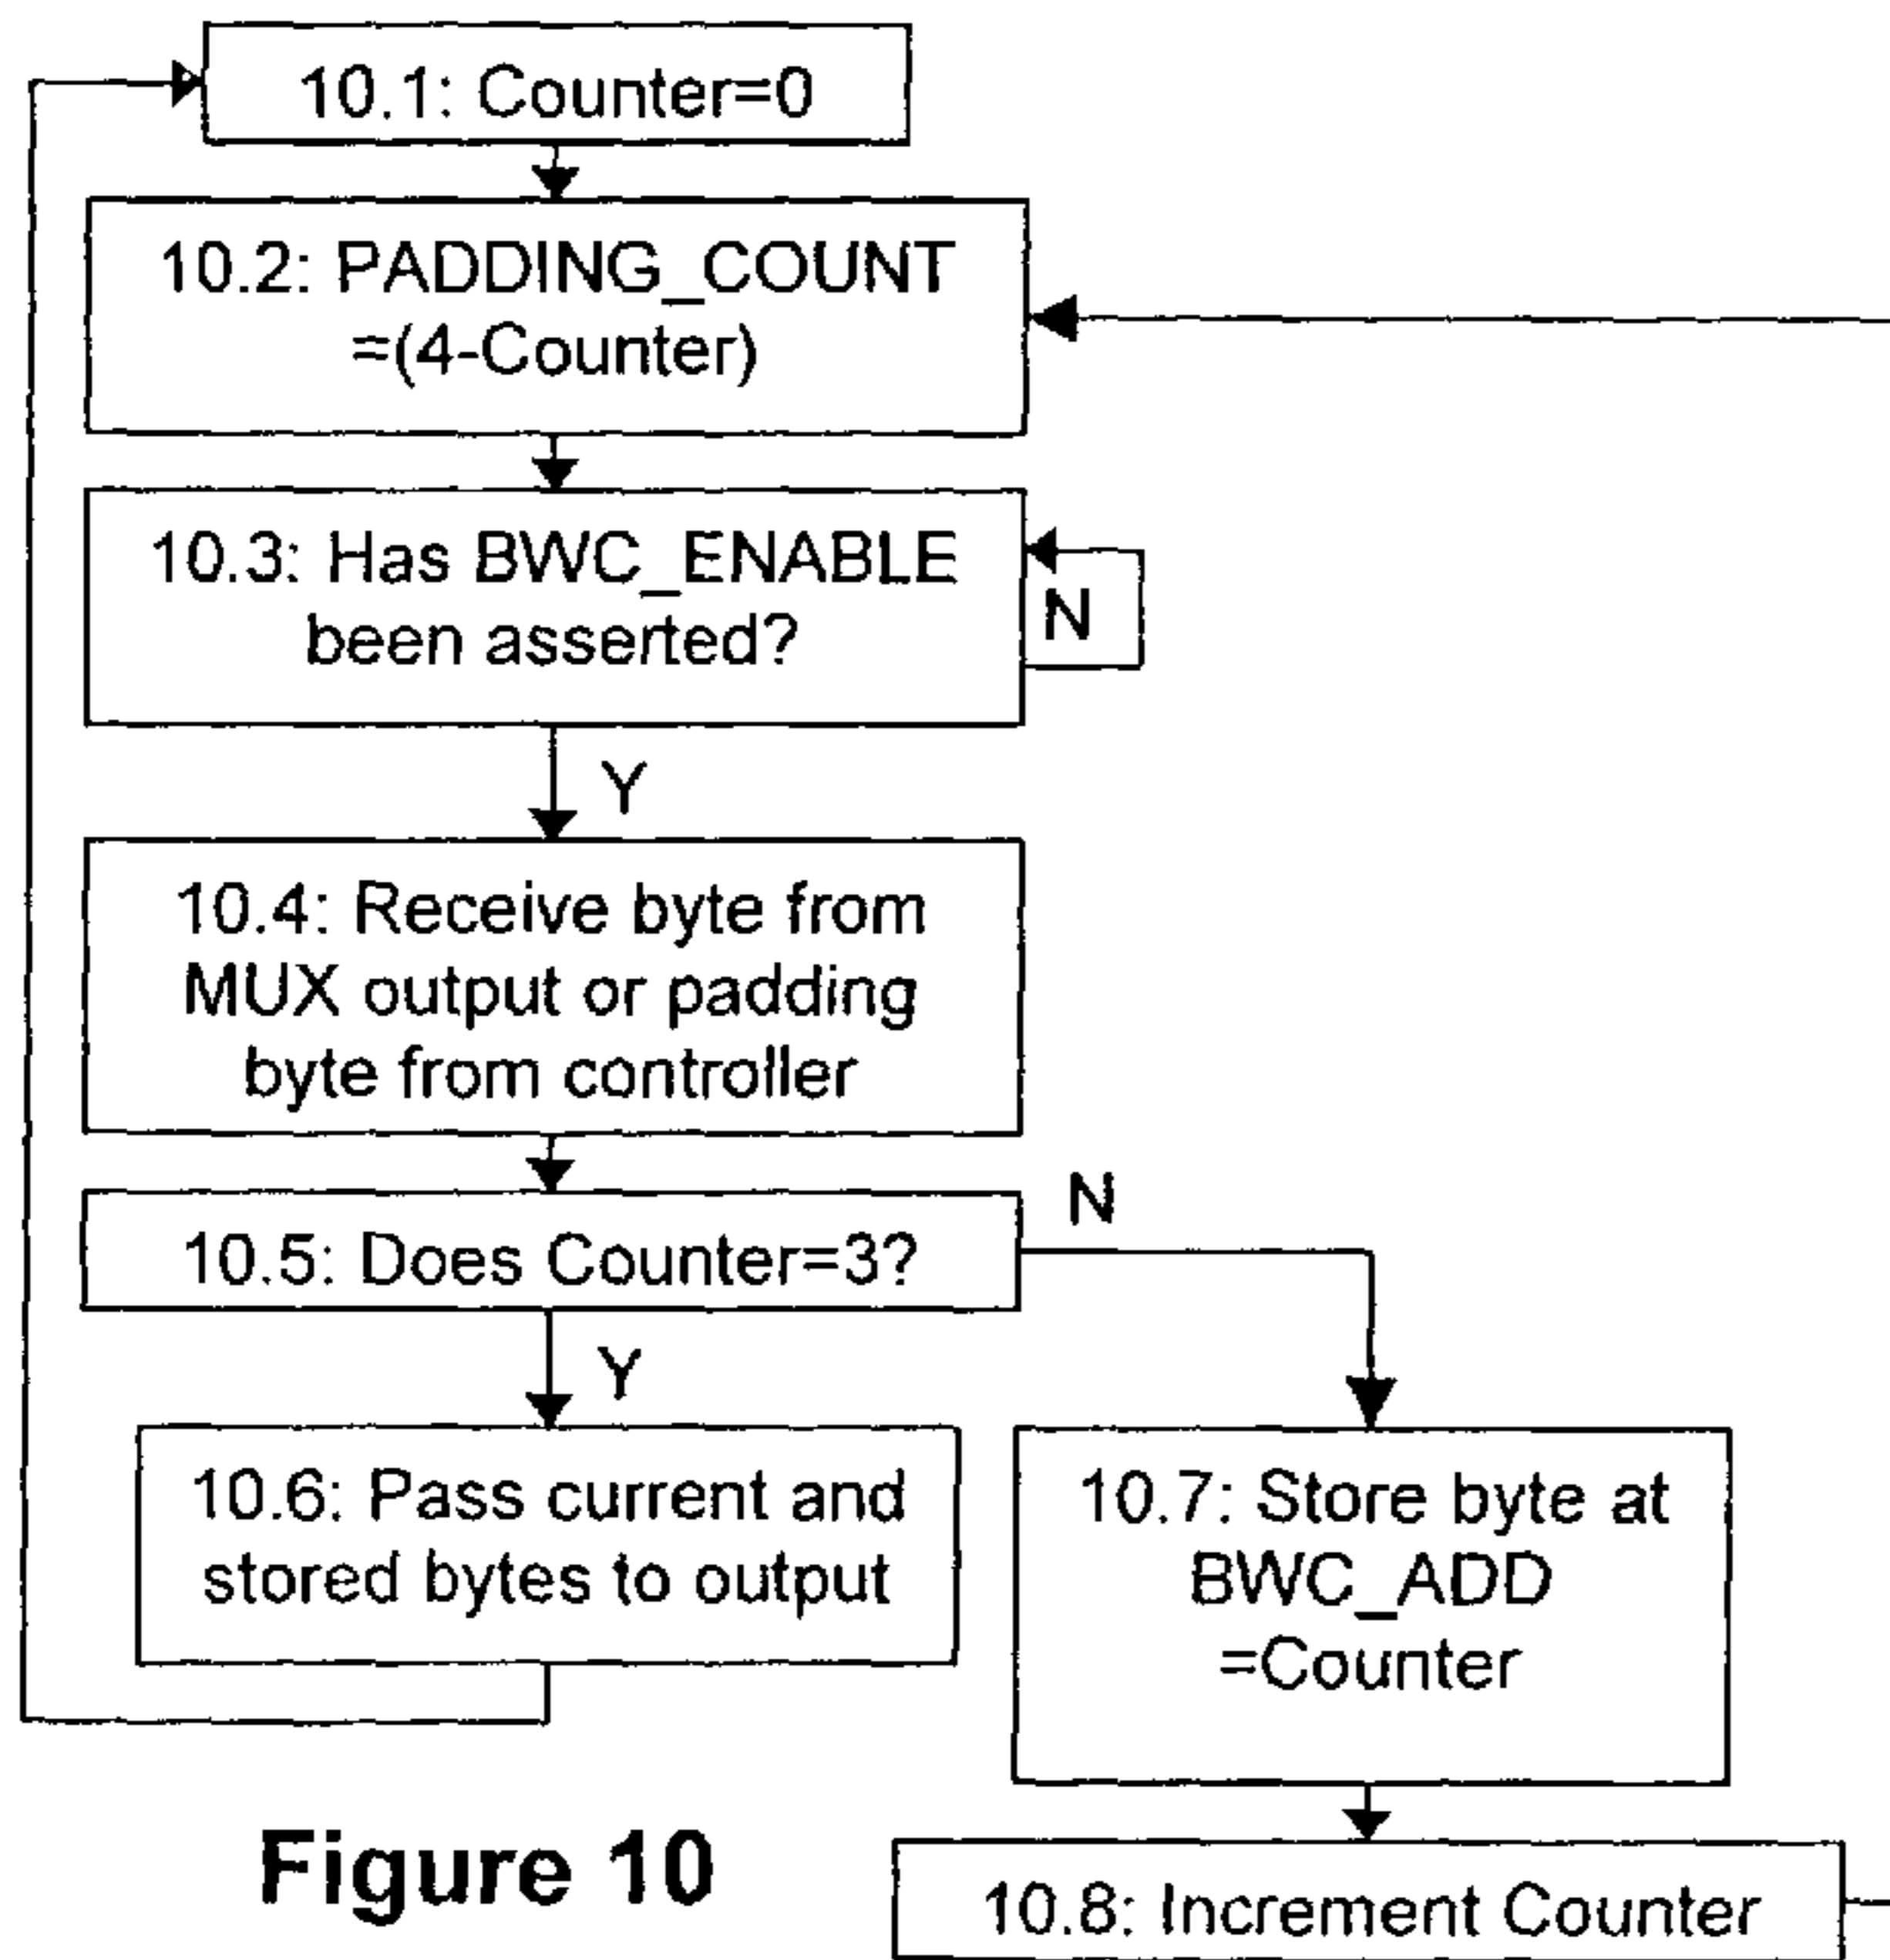 10.1: Counter=0
10.2: PADDING_COUNT
=(4-Counter)
10.3: Has BWC_ENABLE
been asserted?
N
Y
10.4: Receive byte from
MUX output or padding
byte from controller
10.5: Does Counter=3?
N
Y
10.6: Pass current and
stored bytes to output
10.7: Store byte at
BWC_ADD
=Counter
10.8: Increment Counter
Figure 10